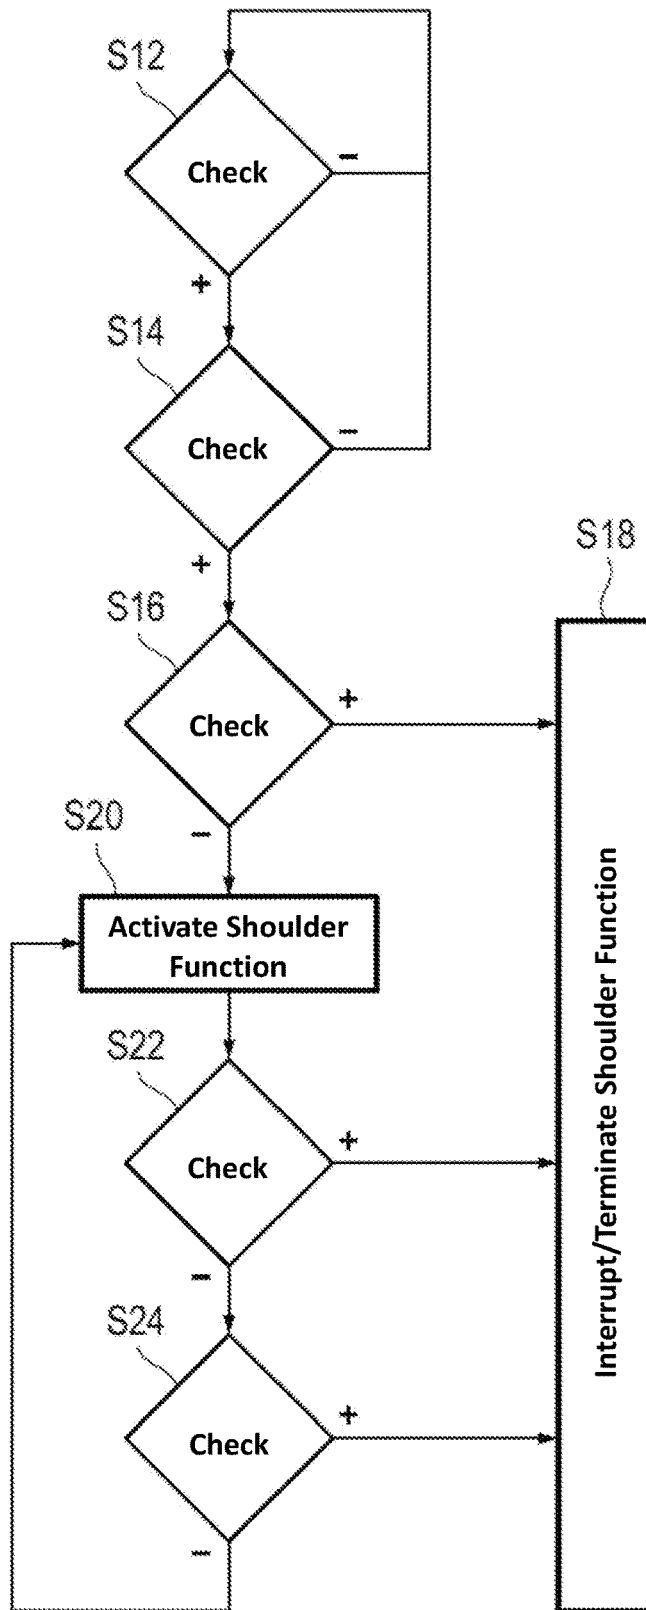 S12
Check
−
+
S14
Check
−
+
S18
S16
Check
+
−
S20
Activate Shoulder
Function
S22
Check
+
−
S24
Check
+
−
Interrupt/Terminate Shoulder Function